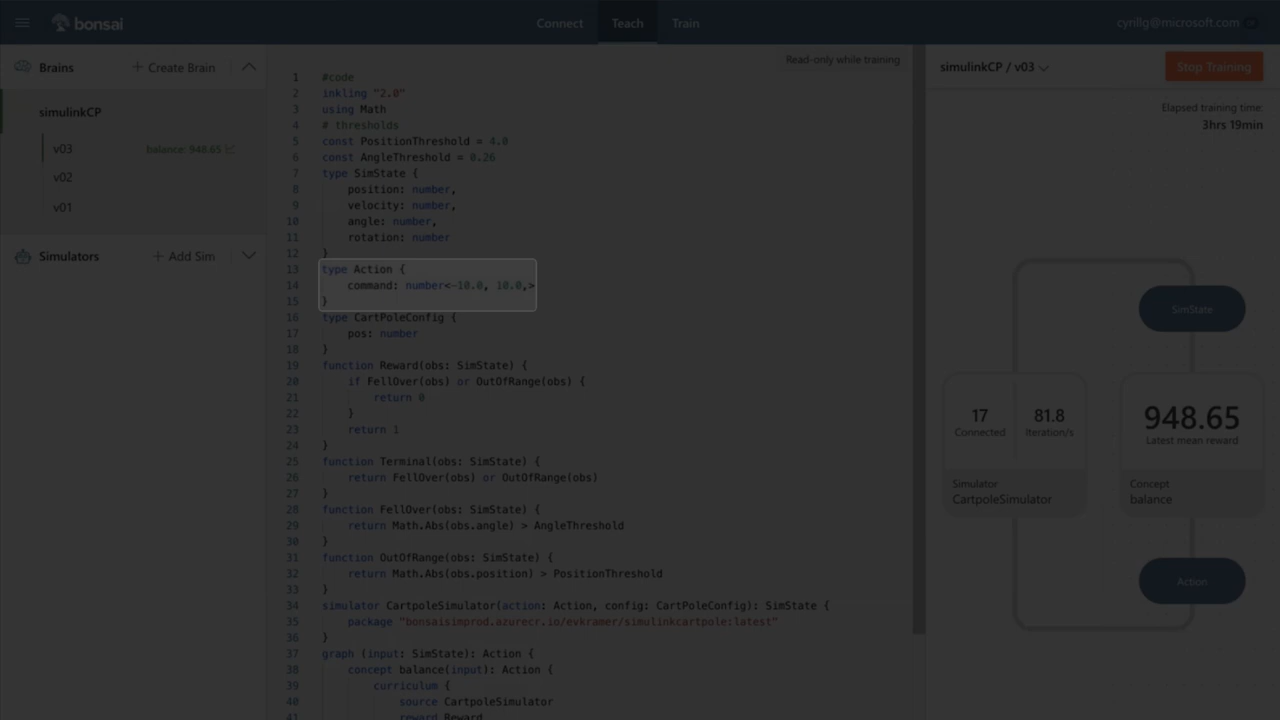 bonsai
Connect
Teach
Train
cyrillg@microsoft.com
Brains
+ Create Brain
simulinkCP
v03
balance: 948.65
v02
v01
Simulators
+ Add Sim
Read-only while training
1 #code
2 inkling "2.0"
3 using Math
4 # thresholds
5 const PositionThreshold = 4.0
6 const AngleThreshold = 0.26
7 type SimState {
8 position: number,
9 velocity: number,
10 angle: number,
11 rotation: number
12 }
13 type Action {
14 command: number<-10.0, 10.0,>
15 }
16 type CartPoleConfig {
17 pos: number
18 }
19 function Reward(obs: SimState) {
20 if FellOver(obs) or OutOfRange(obs) {
21 return 0
22 }
23 return 1
24 }
25 function Terminal(obs: SimState) {
26 return FellOver(obs) or OutOfRange(obs)
27 }
28 function FellOver(obs: SimState) {
29 return Math.Abs(obs.angle) > AngleThreshold
30 }
31 function OutOfRange(obs: SimState) {
32 return Math.Abs(obs.position) > PositionThreshold
33 }
34 simulator CartpoleSimulator(action: Action, config: CartPoleConfig): SimState {
35 package "bonsaisimprod.azurecr.io/evkramer/simulinkcartpole:latest"
36 }
37 graph (input: SimState): Action {
38 concept balance(input): Action {
39 curriculum {
40 source CartpoleSimulator
41 reward Reward
simulinkCP / v03
Stop Training
Elapsed training time:
3hrs 19min
SimState
17
Connected
81.8
Iteration/s
Simulator
CartpoleSimulator
948.65
Latest mean reward
Concept
balance
Action